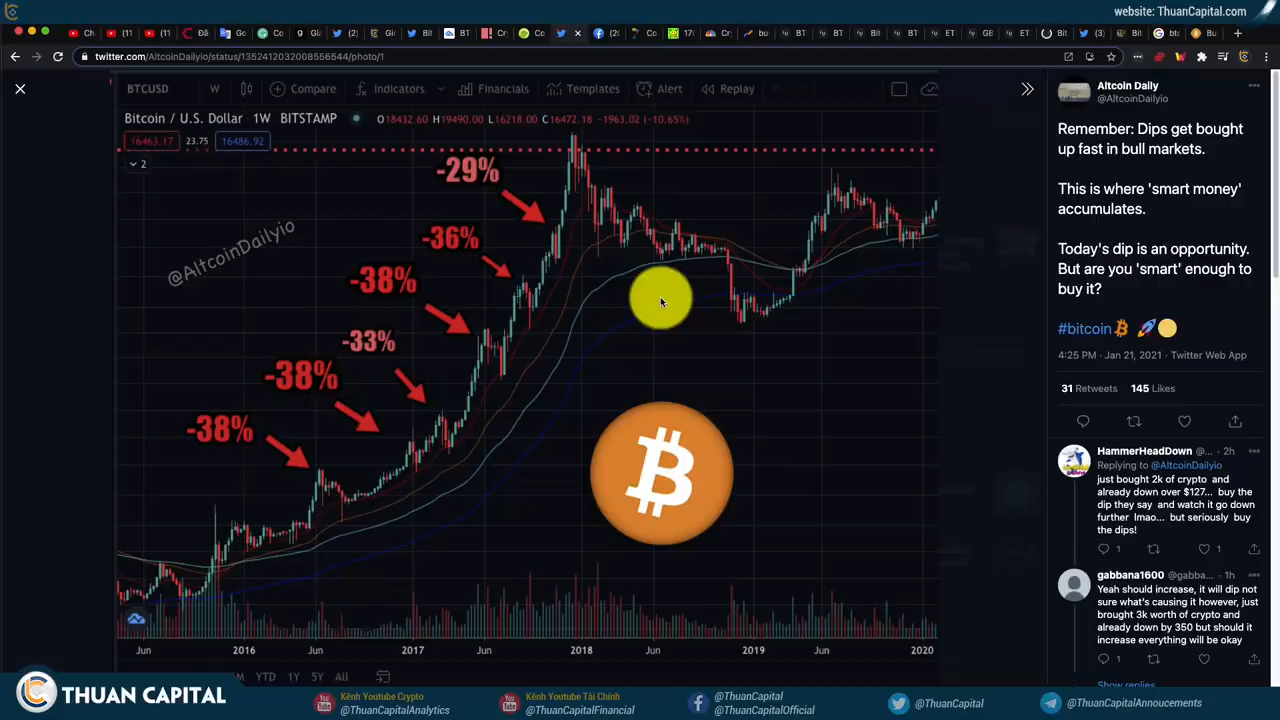 website: ThuanCapital.com
twitter.com/AltcoinDailyio/status/1352412032008556544/photo/1
BTCUSD W Compare Indicators Financials Templates Alert Replay
Bitcoin / U.S. Dollar 1W BITSTAMP O18432.60 H19490.00 L16218.00 C16472.18 -1963.02 (-10.65%)
16463.17 23.75 16486.92
2
-29%
-36%
-38%
-33%
-38%
-38%
@AltcoinDailyio
Jun 2016 Jun 2017 Jun 2018 Jun 2019 Jun 2020
YTD 1Y 5Y All
Altcoin Daily
@AltcoinDailyio
Remember: Dips get bought
up fast in bull markets.
This is where 'smart money'
accumulates.
Today's dip is an opportunity.
But are you 'smart' enough to
buy it?
#bitcoin
4:25 PM · Jan 21, 2021 · Twitter Web App
31 Retweets 145 Likes
HammerHeadDown @... · 2h
Replying to @AltcoinDailyio
just bought 2k of crypto and
already down over $127... buy the
dip they say and watch it go down
further lmao... but seriously buy
the dips!
1 1
gabbana1600 @gabba... · 1h
Yeah should increase, it will dip not
sure what's causing it however, just
brought 3k worth of crypto and
already down by 350 but should it
increase everything will be okay
1
Show replies
THUAN CAPITAL
Kênh Youtube Crypto
@ThuanCapitalAnalytics
Kênh Youtube Tài Chính
@ThuanCapitalFinancial
@ThuanCapital
@ThuanCapitalOfficial
@ThuanCapital
@ThuanCapitalAnnoucements